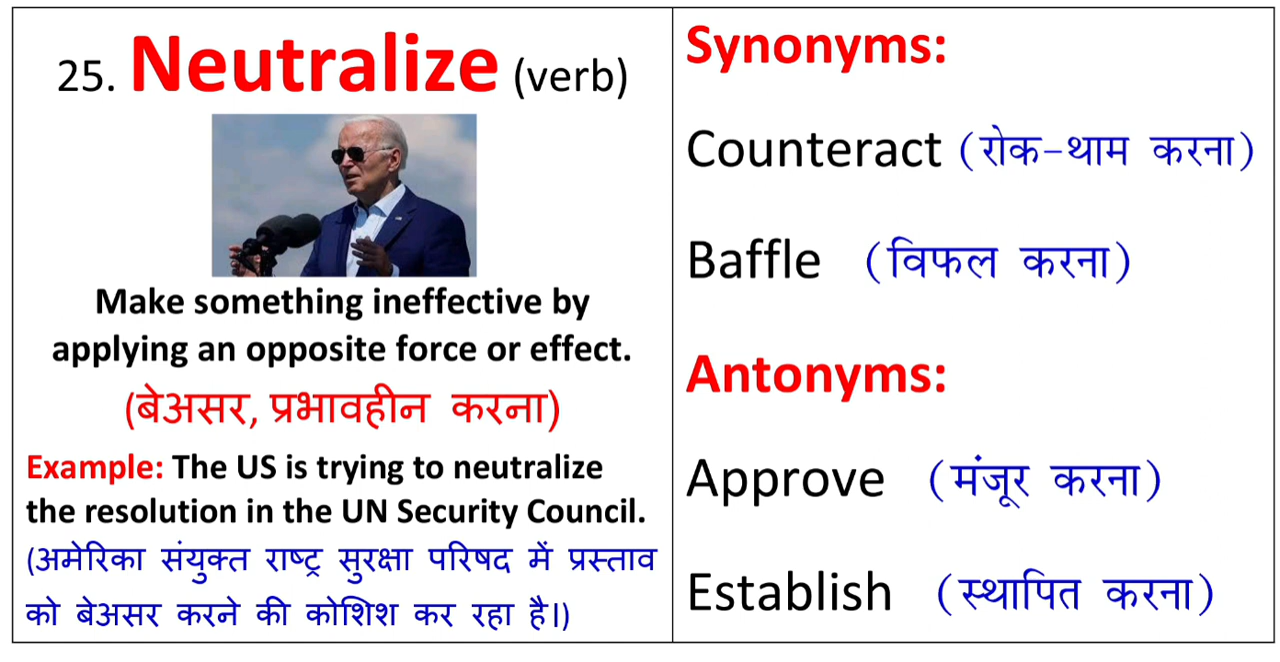 25. Neutralize (verb)
Make something ineffective by
applying an opposite force or effect.
(बेअसर, प्रभावहीन करना)
Example: The US is trying to neutralize
the resolution in the UN Security Council.
(अमेरिका संयुक्त राष्ट्र सुरक्षा परिषद में प्रस्ताव
को बेअसर करने की कोशिश कर रहा है।)
Synonyms:
Counteract (रोक-थाम करना)
Baffle (विफल करना)
Antonyms:
Approve (मंजूर करना)
Establish (स्थापित करना)